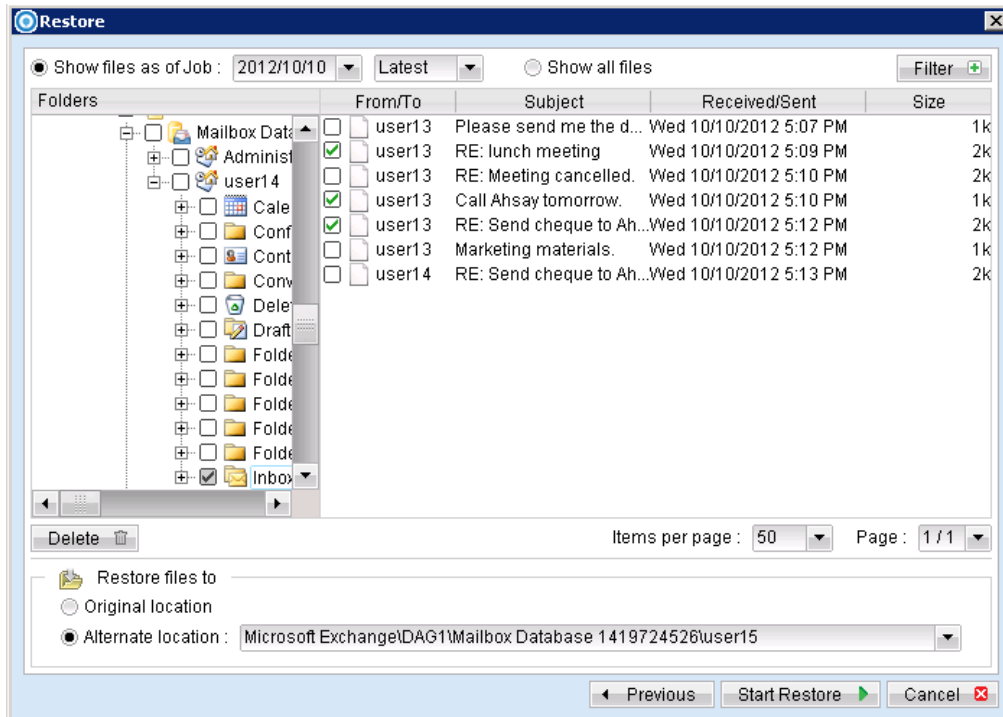 Restore
Show files as of Job : 2012/10/10 Latest Show all files Filter
Folders From/To Subject Received/Sent Size
Mailbox Data
Administ
user14
Cale
Conf
Cont
Conv
Delet
Draft
Folde
Folde
Folde
Folde
Folde
Inbox
user13 Please send me the d... Wed 10/10/2012 5:07 PM 1k
user13 RE: lunch meeting Wed 10/10/2012 5:09 PM 2k
user13 RE: Meeting cancelled. Wed 10/10/2012 5:10 PM 2k
user13 Call Ahsay tomorrow. Wed 10/10/2012 5:10 PM 1k
user13 RE: Send cheque to Ah... Wed 10/10/2012 5:12 PM 2k
user13 Marketing materials. Wed 10/10/2012 5:12 PM 1k
user14 RE: Send cheque to Ah... Wed 10/10/2012 5:13 PM 2k
Delete Items per page : 50 Page : 1 / 1
Restore files to
Original location
Alternate location : Microsoft Exchange\DAG1\Mailbox Database 1419724526\user15
Previous Start Restore Cancel